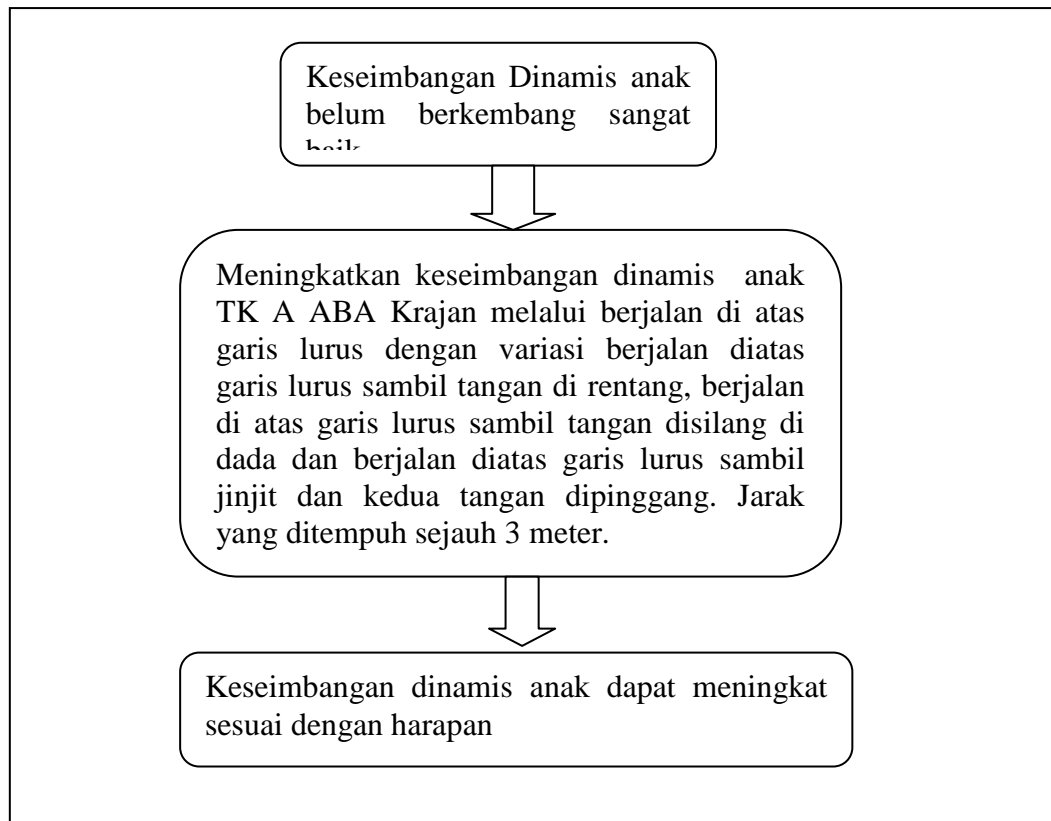 Keseimbangan Dinamis anak
belum berkembang sangat
baik
Meningkatkan keseimbangan dinamis anak
TK A ABA Krajan melalui berjalan di atas
garis lurus dengan variasi berjalan diatas
garis lurus sambil tangan di rentang, berjalan
di atas garis lurus sambil tangan disilang di
dada dan berjalan diatas garis lurus sambil
jinjit dan kedua tangan dipinggang. Jarak
yang ditempuh sejauh 3 meter.
Keseimbangan dinamis anak dapat meningkat
sesuai dengan harapan